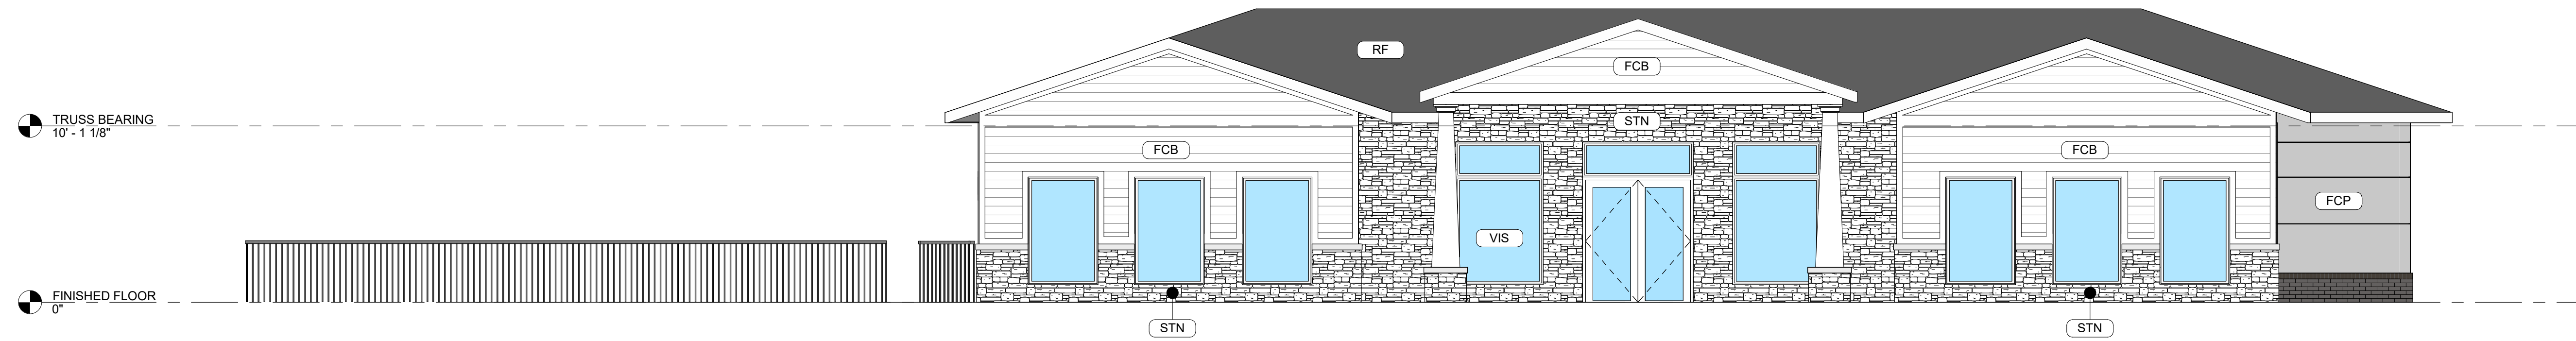 RF
FCB
TRUSS BEARING
10' - 1 1/8"
STN
FCB
FCB
FCP
VIS
FINISHED FLOOR
0"
STN
STN